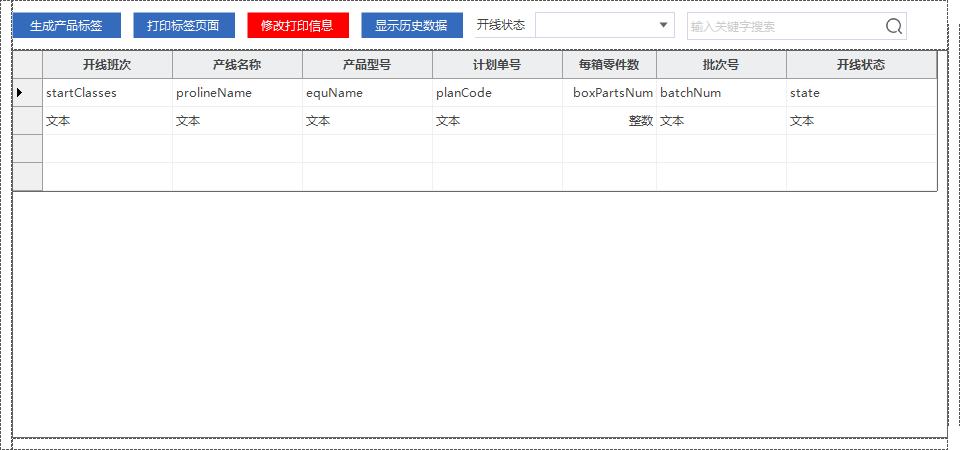 生成产品标签 打印标签页面 修改打印信息 显示历史数据 开线状态 输入关键字搜索
开线班次 产线名称 产品型号 计划单号 每箱零件数 批次号 开线状态
startClasses prolineName equName planCode boxPartsNum batchNum state
文本 文本 文本 文本 整数 文本 文本